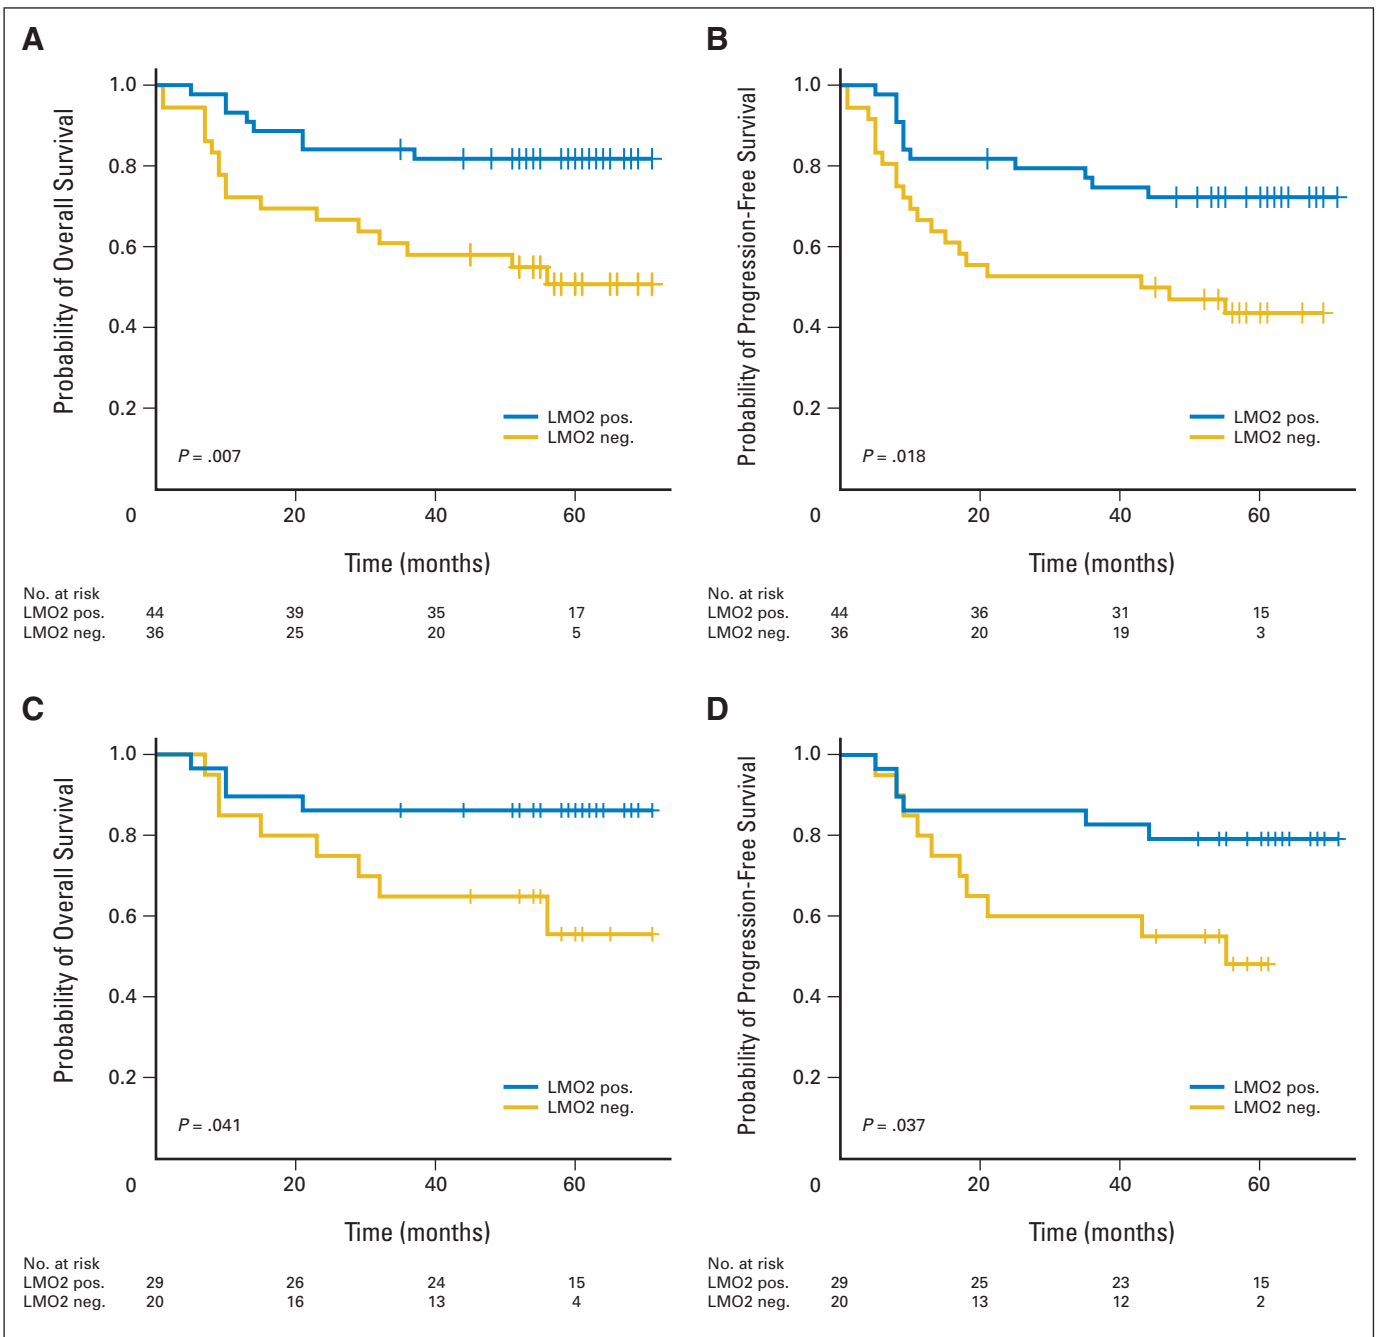 A
Probability of Overall Survival
1.0
0.8
0.6
0.4
0.2
LMO2 pos.
LMO2 neg.
P = .007
0 20 40 60
Time (months)
No. at risk
LMO2 pos. 44 39 35 17
LMO2 neg. 36 25 20 5
B
Probability of Progression-Free Survival
1.0
0.8
0.6
0.4
0.2
LMO2 pos.
LMO2 neg.
P = .018
0 20 40 60
Time (months)
No. at risk
LMO2 pos. 44 36 31 15
LMO2 neg. 36 20 19 3
C
Probability of Overall Survival
1.0
0.8
0.6
0.4
0.2
LMO2 pos.
LMO2 neg.
P = .041
0 20 40 60
Time (months)
No. at risk
LMO2 pos. 29 26 24 15
LMO2 neg. 20 16 13 4
D
Probability of Progression-Free Survival
1.0
0.8
0.6
0.4
0.2
LMO2 pos.
LMO2 neg.
P = .037
0 20 40 60
Time (months)
No. at risk
LMO2 pos. 29 25 23 15
LMO2 neg. 20 13 12 2